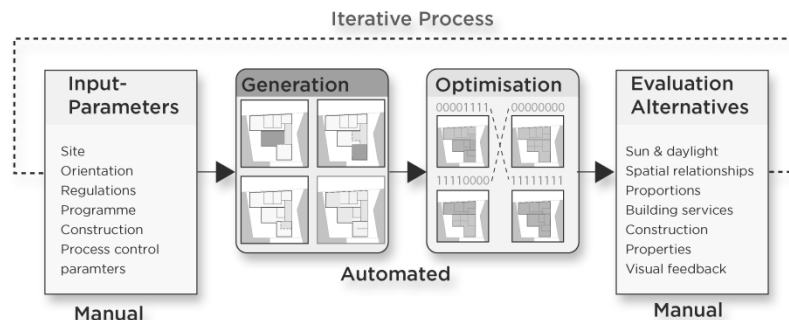 Iterative Process
Input-
Parameters
Site
Orientation
Regulations
Programme
Construction
Process control
paramters
Manual
Generation
Optimisation
00001111 00000000
11110000 11111111
Automated
Evaluation
Alternatives
Sun & daylight
Spatial relationships
Proportions
Building services
Construction
Properties
Visual feedback
Manual